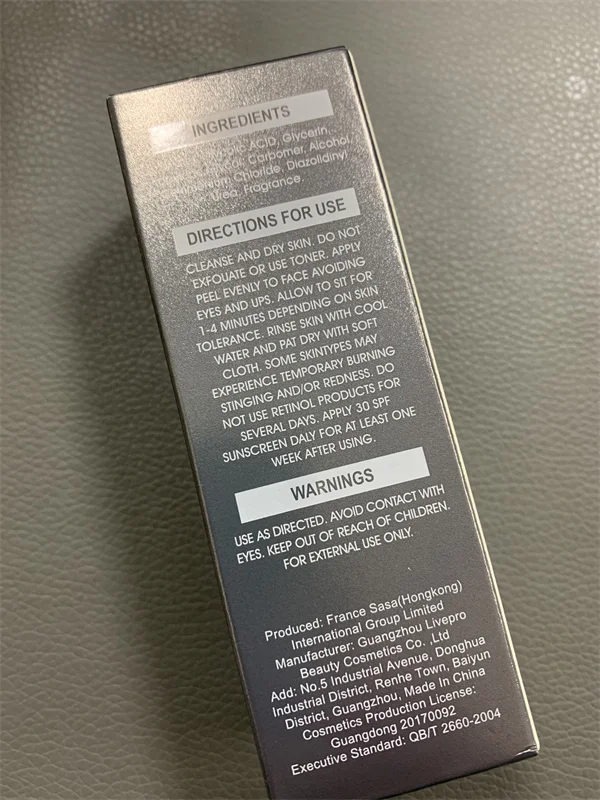 INGREDIENTS
ACID, Glycerin,
Carbomer, Alcohol,
Chloride, Diazolidinyl
Urea, Fragrance.
DIRECTIONS FOR USE
CLEANSE AND DRY SKIN. DO NOT
EXFOUATE OR USE TONER. APPLY
PEEL EVENLY TO FACE AVOIDING
EYES AND UPS. ALLOW TO SIT FOR
1-4 MINUTES DEPENDING ON SKIN
TOLERANCE. RINSE SKIN WITH COOL
WATER AND PAT DRY WITH SOFT
CLOTH. SOME SKINTYPES MAY
EXPERIENCE TEMPORARY BURNING
STINGING AND/OR REDNESS. DO
NOT USE RETINOL PRODUCTS FOR
SEVERAL DAYS. APPLY 30 SPF
SUNSCREEN DALY FOR AT LEAST ONE
WEEK AFTER USING.
WARNINGS
USE AS DIRECTED. AVOID CONTACT WITH
EYES. KEEP OUT OF REACH OF CHILDREN.
FOR EXTERNAL USE ONLY.
Produced: France Sasa(Hongkong)
International Group Limited
Manufacturer: Guangzhou Livepro
Beauty Cosmetics Co. ,Ltd
Add: No.5 Industrial Avenue, Donghua
Industrial District, Renhe Town, Baiyun
District, Guangzhou, Made In China
Cosmetics Production License:
Guangdong 20170092
Executive Standard: QB/T 2660-2004